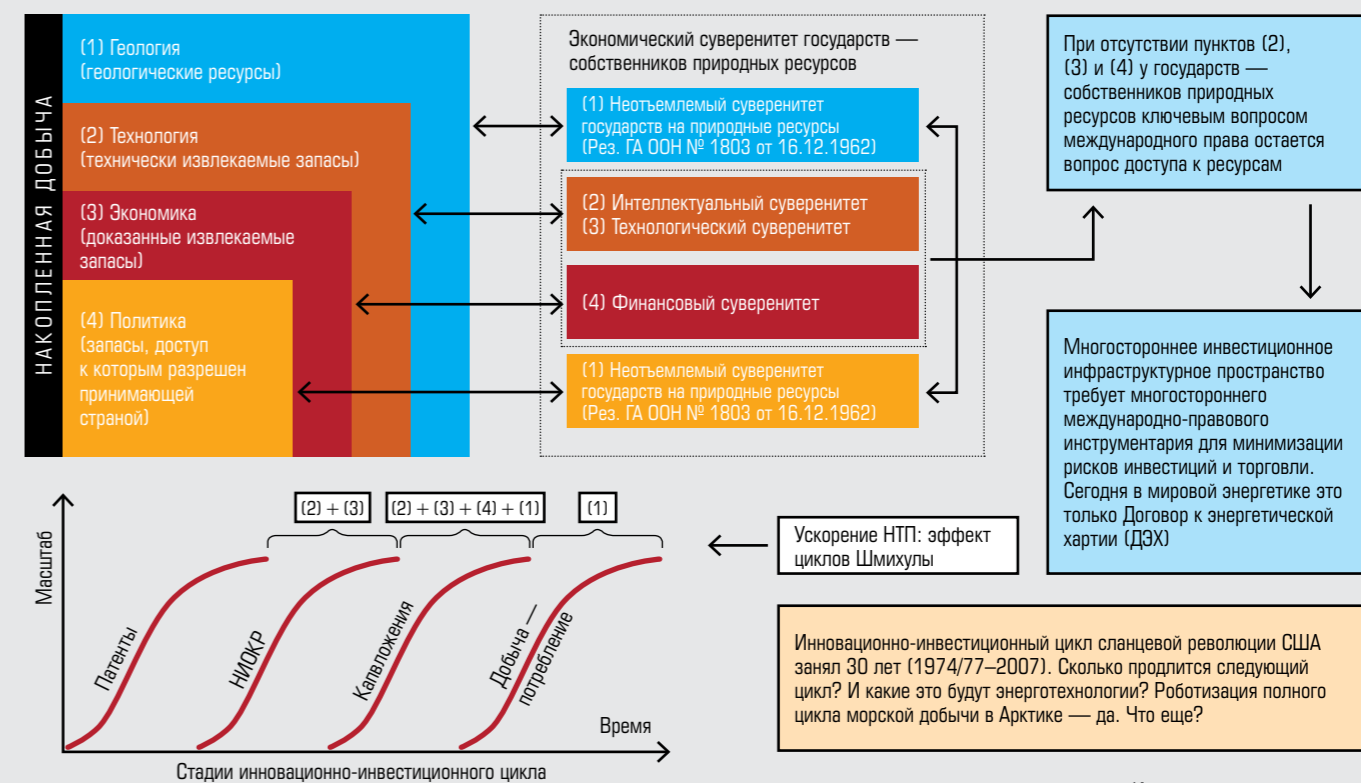 НАКОПЛЕННАЯ ДОБЫЧА
(1) Геология
(геологические ресурсы)
(2) Технология
(технически извлекаемые запасы)
(3) Экономика
(доказанные извлекаемые
запасы)
(4) Политика
(запасы, доступ
к которым разрешен
принимающей
страной)
Экономический суверенитет государств —
собственников природных ресурсов
(1) Неотъемлемый суверенитет
государств на природные ресурсы
(Рез. ГА ООН № 1803 от 16.12.1962)
(2) Интеллектуальный суверенитет
(3) Технологический суверенитет
(4) Финансовый суверенитет
(1) Неотъемлемый суверенитет
государств на природные ресурсы
(Рез. ГА ООН № 1803 от 16.12.1962)
При отсутствии пунктов (2),
(3) и (4) у государств —
собственников природных
ресурсов ключевым вопросом
международного права остается
вопрос доступа к ресурсам
Многостороннее инвестиционное
инфраструктурное пространство
требует многостороннего
международно-правового
инструментария для минимизации
рисков инвестиций и торговли.
Сегодня в мировой энергетике это
только Договор к энергетической
хартии (ДЭХ)
Масштаб
(2) + (3)
(2) + (3) + (4) + (1)
(1)
Патенты
НИОКР
Капвложения
Добыча —
потребление
Время
Стадии инновационно-инвестиционного цикла
Ускорение НТП: эффект
циклов Шмихулы
Инновационно-инвестиционный цикл сланцевой революции США
занял 30 лет (1974/77–2007). Сколько продлится следующий
цикл? И какие это будут энерготехнологии? Роботизация полного
цикла морской добычи в Арктике — да. Что еще?